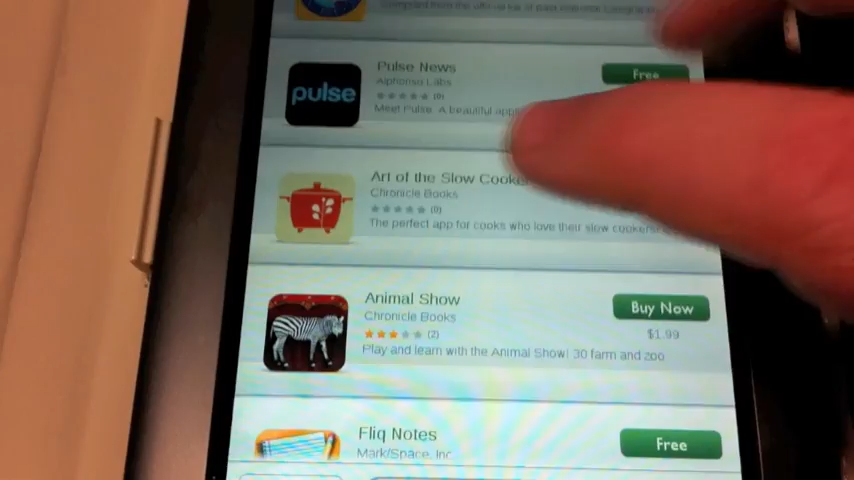 Pulse News
Free
Alphonso Labs
(0)
pulse
Meet Pulse. A beautiful
Art of the Slow Cooker
Chronicle Books
(0)
The perfect app for cooks who love their slow cookers
Animal Show
Buy Now
Chronicle Books
(2)
$1.99
Play and learn with the Animal Show! 30 farm and zoo
Fliq Notes
Free
Mark/Space, Inc